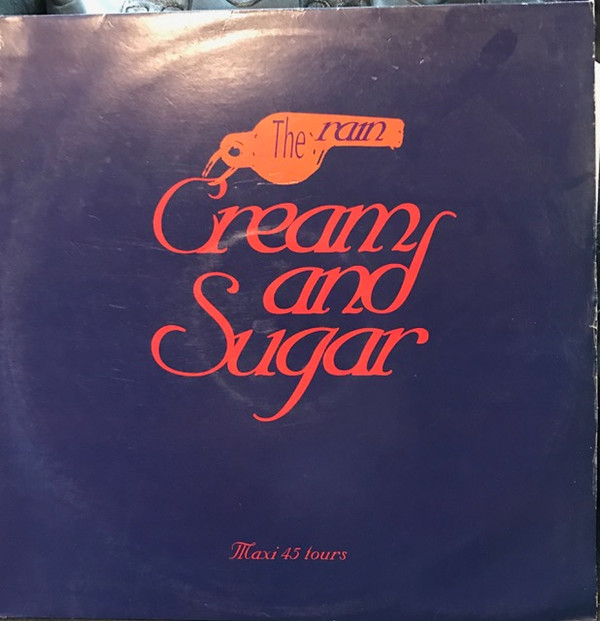 The rain
Cream
and
Sugar
Maxi 45 tours